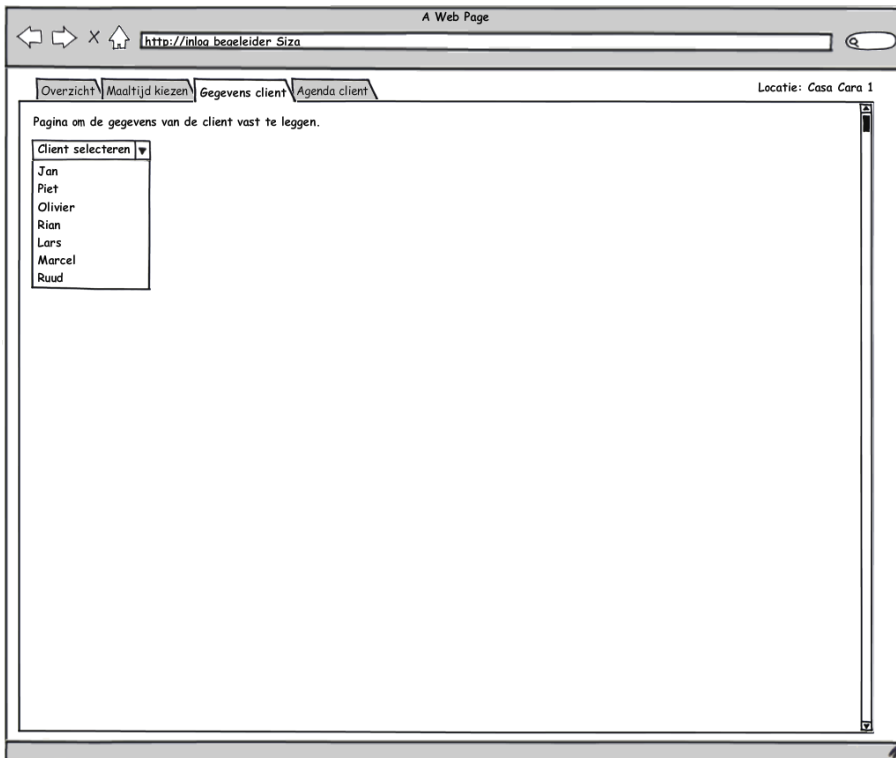 A Web Page
http://inlog begeleider Siza
Overzicht Maaltijd kiezen Gegevens client Agenda client Locatie: Casa Cara 1
Pagina om de gegevens van de client vast te leggen.
Client selecteren
Jan
Piet
Olivier
Rian
Lars
Marcel
Ruud